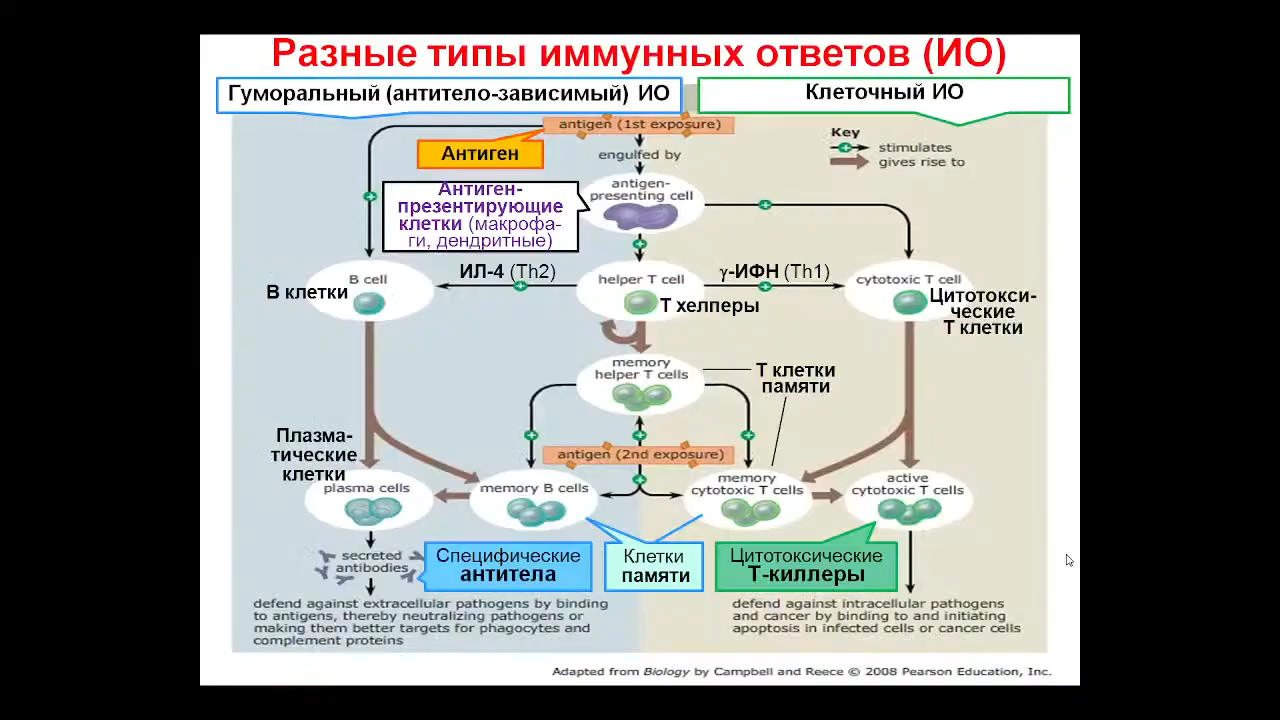 Разные типы иммунных ответов (ИО)
Гуморальный (антитело-зависимый) ИО
Клеточный ИО
antigen (1st exposure)
Антиген
engulfed by
Key
stimulates
gives rise to
antigen-
presenting cell
Антиген-
презентирующие
клетки (макрофа-
ги, дендритные)
B cell
В клетки
ИЛ-4 (Th2)
helper T cell
Т хелперы
γ-ИФН (Th1)
cytotoxic T cell
Цитотокси-
ческие
Т клетки
memory
helper T cells
Т клетки
памяти
Плазма-
тические
клетки
antigen (2nd exposure)
plasma cells
memory B cells
memory
cytotoxic T cells
active
cytotoxic T cells
secreted
antibodies
Специфические
антитела
Клетки
памяти
Цитотоксические
Т-киллеры
defend against extracellular pathogens by binding
to antigens, thereby neutralizing pathogens or
making them better targets for phagocytes and
complement proteins
defend against intracellular pathogens
and cancer by binding to and initiating
apoptosis in infected cells or cancer cells
Adapted from Biology by Campbell and Reece © 2008 Pearson Education, Inc.